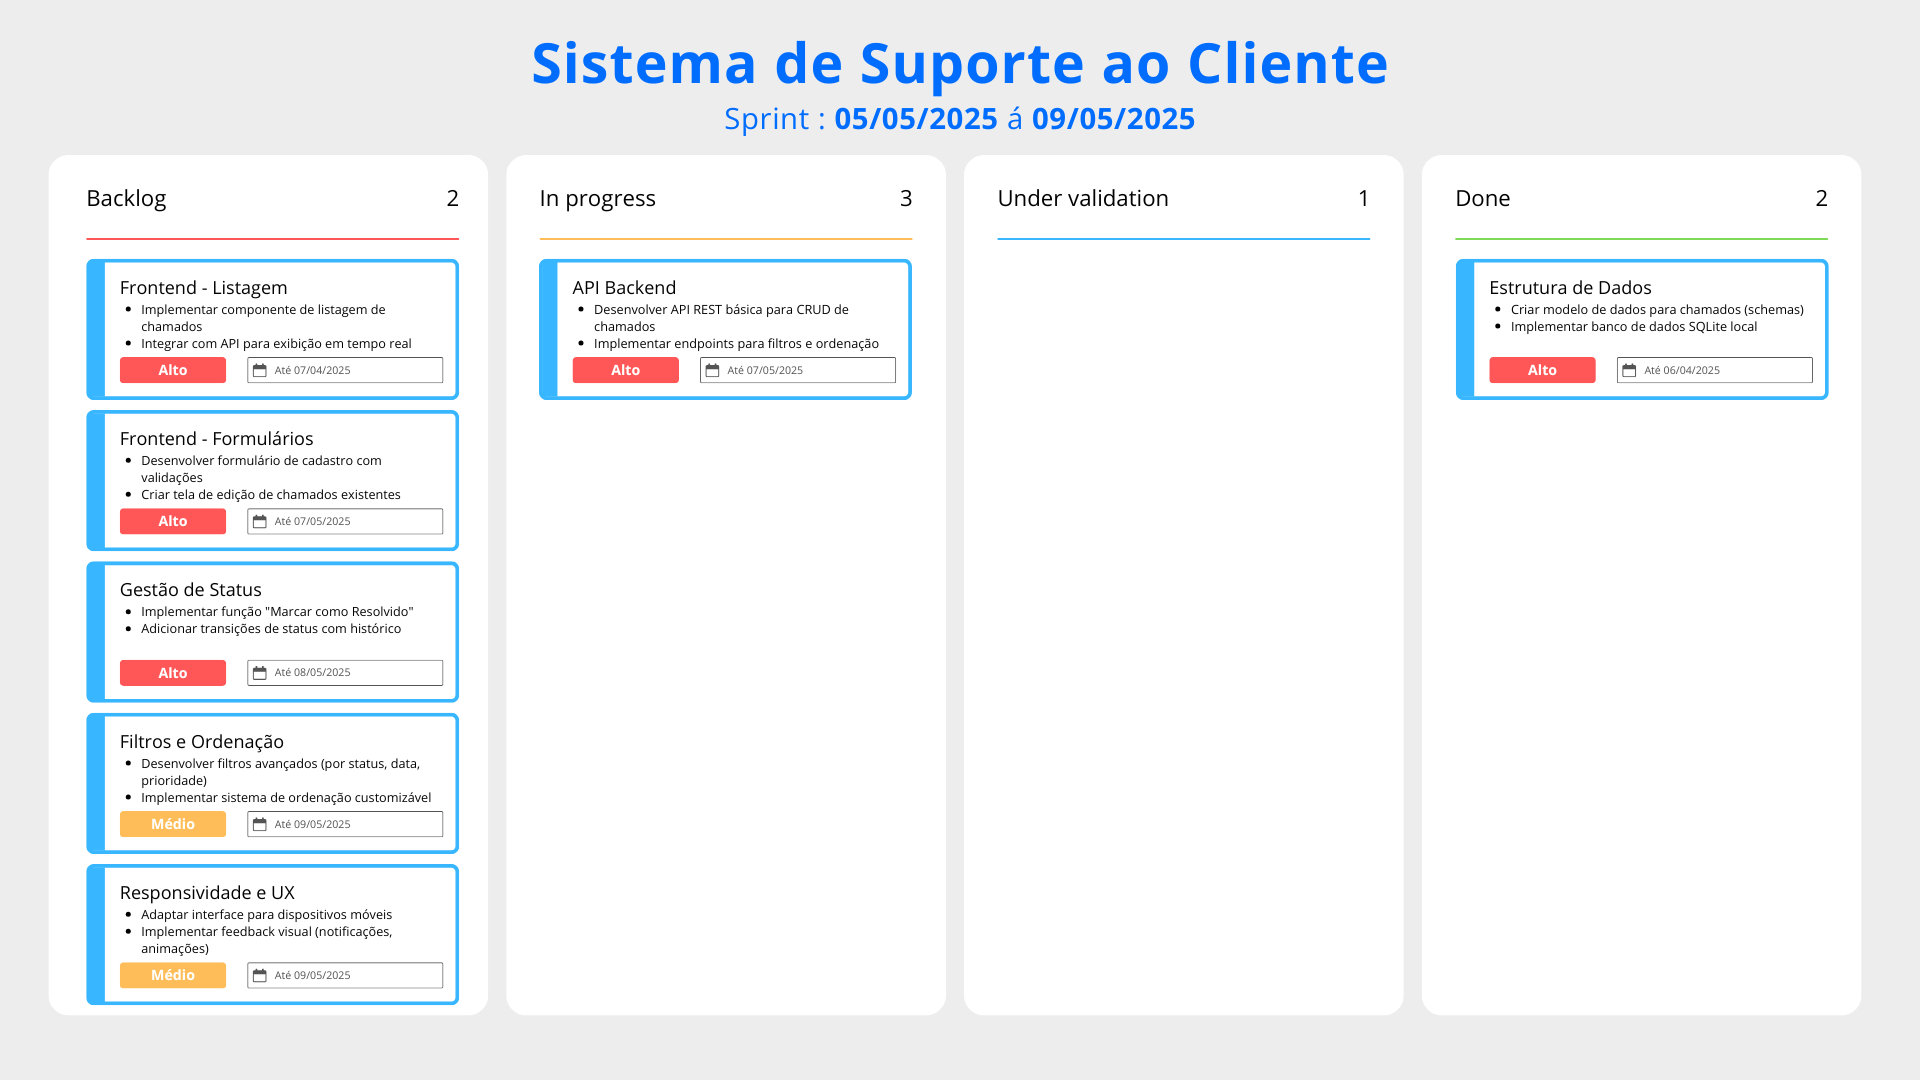 Sistema de Suporte ao Cliente
Sprint : 05/05/2025 á 09/05/2025
Backlog 2
Frontend - Listagem
• Implementar componente de listagem de
chamados
• Integrar com API para exibição em tempo real
Alto Até 07/04/2025
Frontend - Formulários
• Desenvolver formulário de cadastro com
validações
• Criar tela de edição de chamados existentes
Alto Até 07/05/2025
Gestão de Status
• Implementar função "Marcar como Resolvido"
• Adicionar transições de status com histórico
Alto Até 08/05/2025
Filtros e Ordenação
• Desenvolver filtros avançados (por status, data,
prioridade)
• Implementar sistema de ordenação customizável
Médio Até 09/05/2025
Responsividade e UX
• Adaptar interface para dispositivos móveis
• Implementar feedback visual (notificações,
animações)
Médio Até 09/05/2025
In progress 3
API Backend
• Desenvolver API REST básica para CRUD de
chamados
• Implementar endpoints para filtros e ordenação
Alto Até 07/05/2025
Under validation 1
Done 2
Estrutura de Dados
• Criar modelo de dados para chamados (schemas)
• Implementar banco de dados SQLite local
Alto Até 06/04/2025